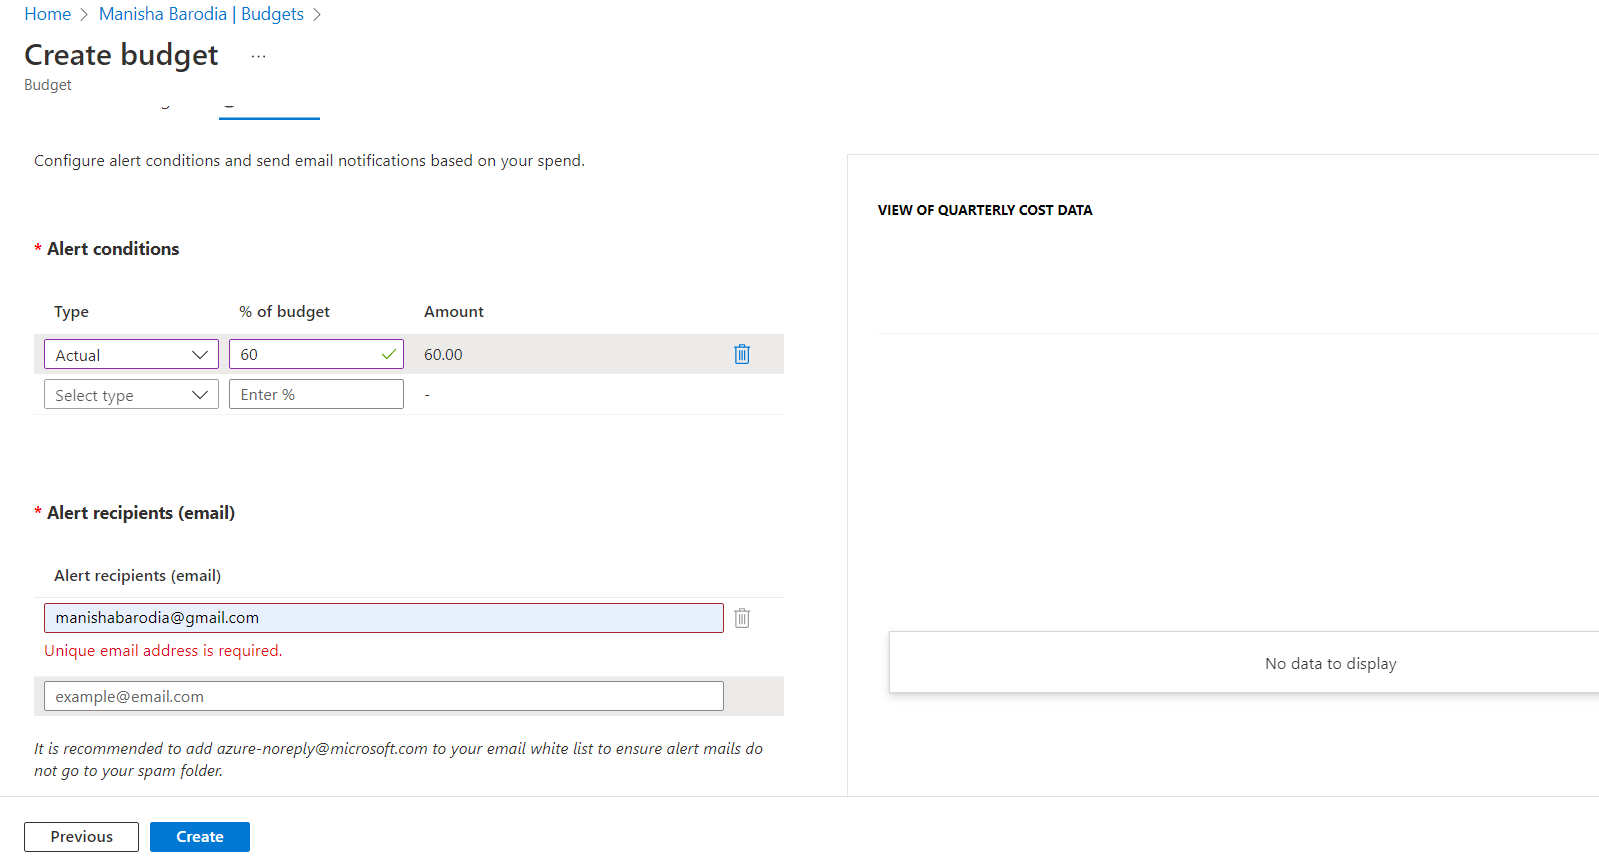 Home > Manisha Barodia | Budgets >
Create budget ...
Budget
Configure alert conditions and send email notifications based on your spend.
VIEW OF QUARTERLY COST DATA
* Alert conditions
Type % of budget Amount
Actual 60 60.00
Select type Enter % -
* Alert recipients (email)
Alert recipients (email)
manishabarodia@gmail.com
Unique email address is required.
No data to display
example@email.com
It is recommended to add azure-noreply@microsoft.com to your email white list to ensure alert mails do
not go to your spam folder.
Previous Create